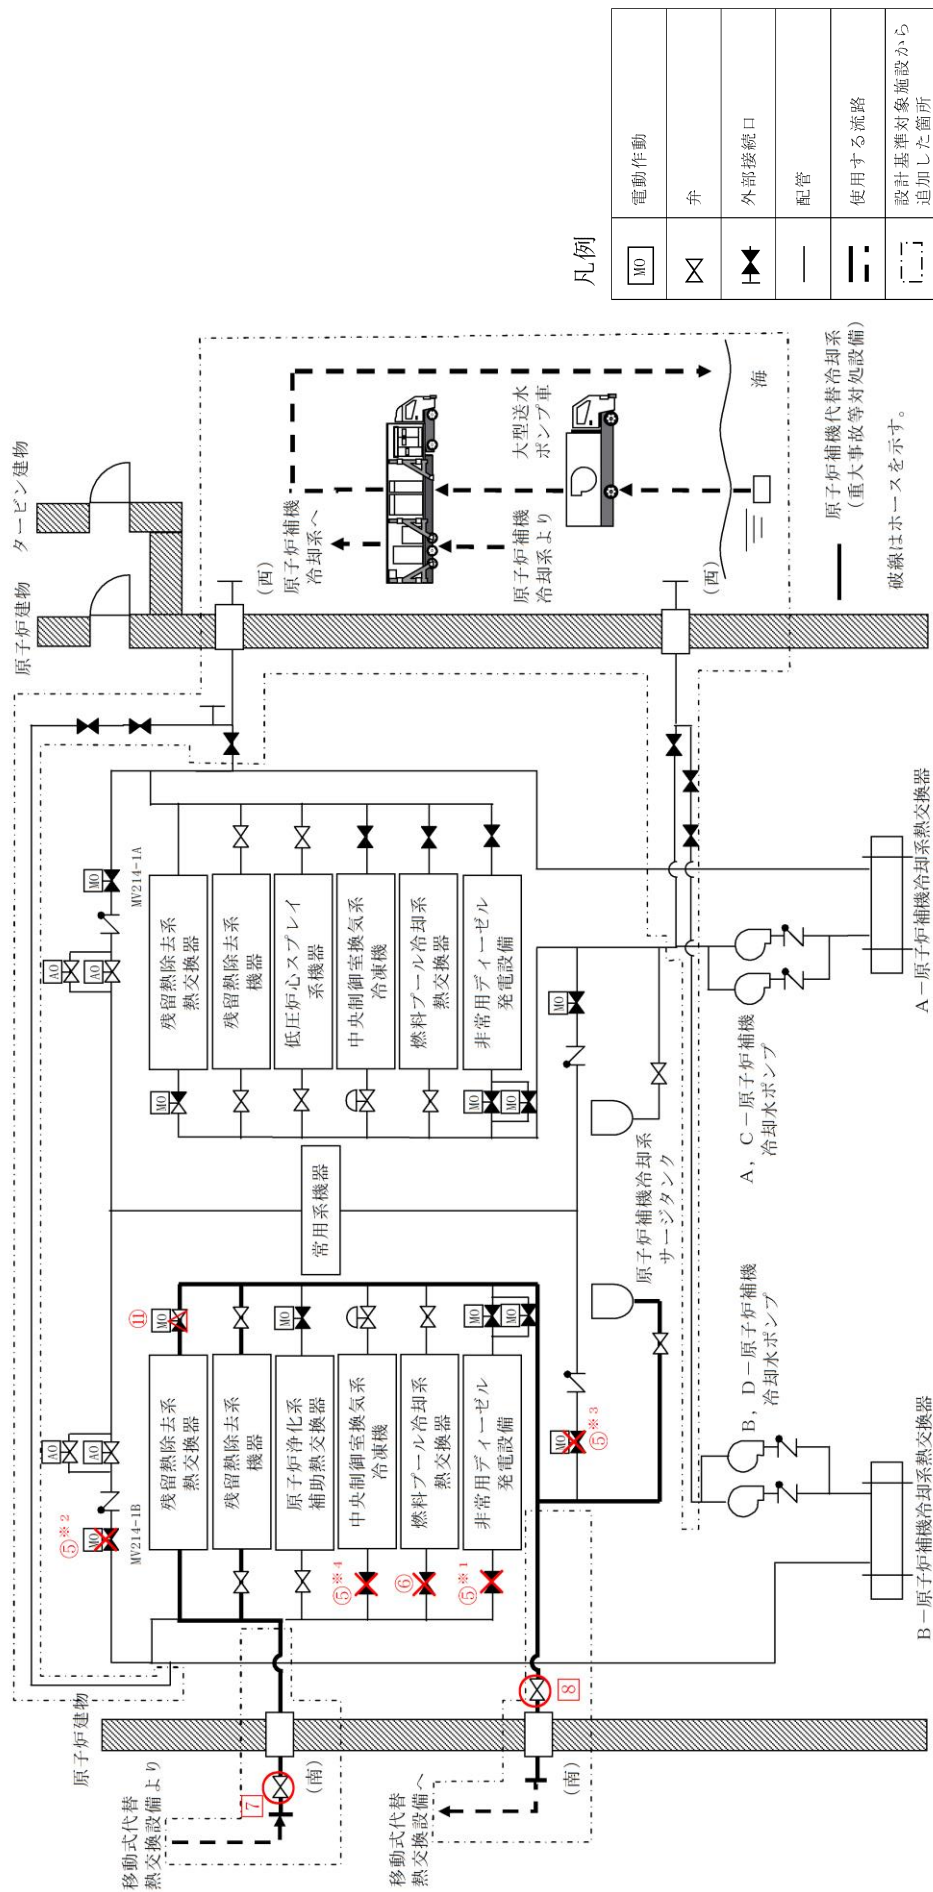 原子炉建物
タービン建物
(西)
原子炉補機
冷却系へ
原子炉補機
冷却系より
大型送水
ポンプ車
(西)
海
原子炉補機代替冷却系
(重大事故等対処設備)
破線はホースを示す。
凡例
MO
電動作動
弁
外部接続口
配管
使用する流路
設計基準対象施設から
追加した箇所
AO
AO
MO
MV214-1A
MO
残留熱除去系
熱交換器
残留熱除去系
機器
低圧炉心スプレイ
系機器
中央制御室換気系
冷凍機
燃料プール冷却系
熱交換器
MO
MO
非常用ディーゼル
発電設備
MO
常用系機器
原子炉補機冷却系
サージタンク
A,C-原子炉補機
冷却水ポンプ
A-原子炉補機冷却系熱交換器
AO
AO
⑤※2
MO
MV214-1B
⑪
MO
残留熱除去系
熱交換器
残留熱除去系
機器
MO
原子炉浄化系
補助熱交換器
⑤※4
中央制御室換気系
冷凍機
⑥
燃料プール冷却系
熱交換器
⑤※1
非常用ディーゼル
発電設備
MO
MO
MO
⑤※3
B,D-原子炉補機
冷却水ポンプ
B-原子炉補機冷却系熱交換器
原子炉建物
移動式代替
熱交換設備より
7
(南)
移動式代替
熱交換設備へ
8
(南)